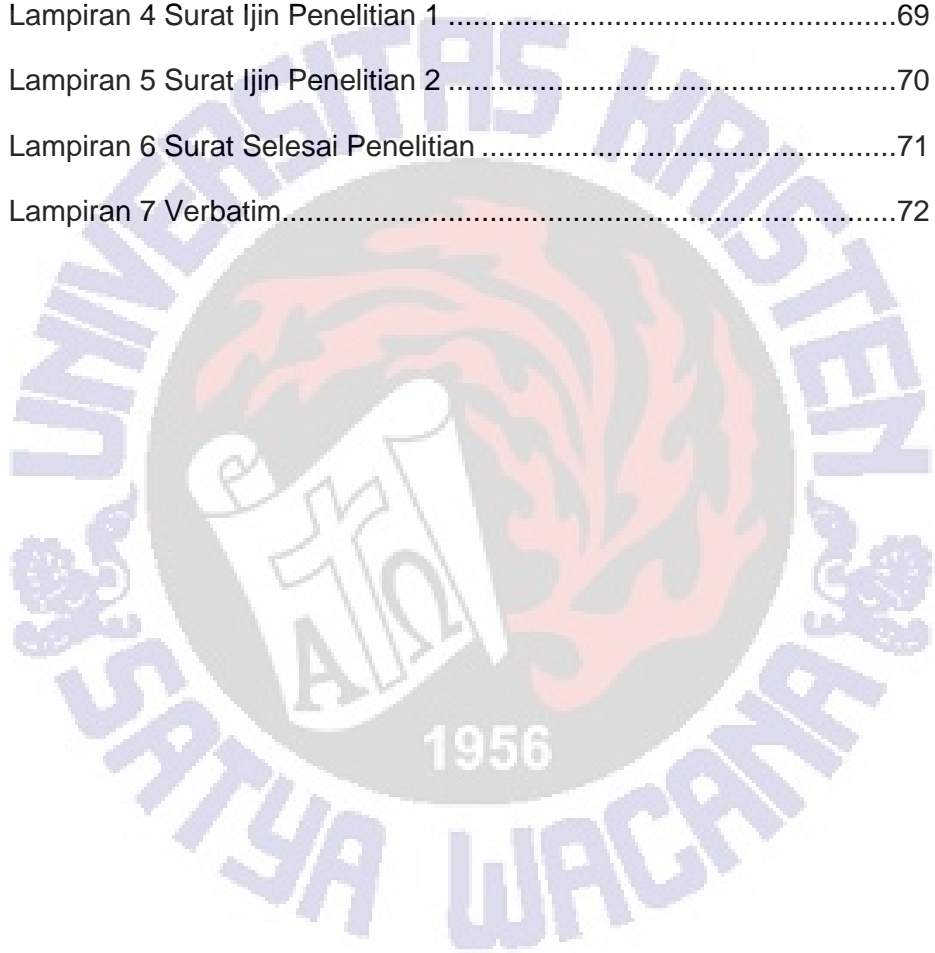 Lampiran 4 Surat Ijin Penelitian 1 ........................................................69
Lampiran 5 Surat Ijin Penelitian 2 ........................................................70
Lampiran 6 Surat Selesai Penelitian ....................................................71
Lampiran 7 Verbatim............................................................................72
UNIVERSITAS KRISTEN
Α Ω
1956
SATYA WACANA